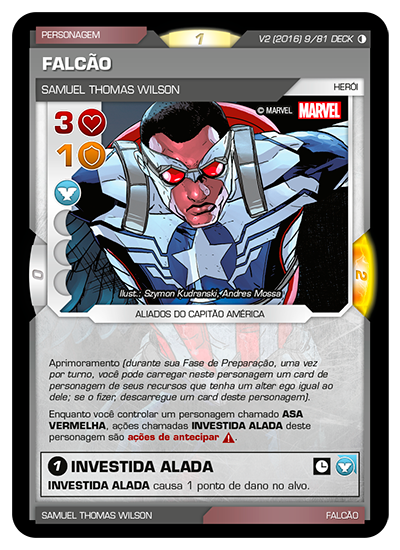 PERSONAGEM
1
V2 (2016) 9/81 DECK
FALCÃO
SAMUEL THOMAS WILSON
HERÓI
3
© MARVEL MARVEL
1
0
2
Ilust.: Szymon Kudranski, Andres Mossa
ALIADOS DO CAPITÃO AMÉRICA
Aprimoramento (durante sua Fase de Preparação, uma vez
por turno, você pode carregar neste personagem um card de
personagem de seus recursos que tenha um alter ego igual ao
dele; se o fizer, descarregue um card deste personagem).
Enquanto você controlar um personagem chamado ASA
VERMELHA, ações chamadas INVESTIDA ALADA deste
personagem são ações de antecipar
1 INVESTIDA ALADA
INVESTIDA ALADA causa 1 ponto de dano no alvo.
SAMUEL THOMAS WILSON
FALCÃO